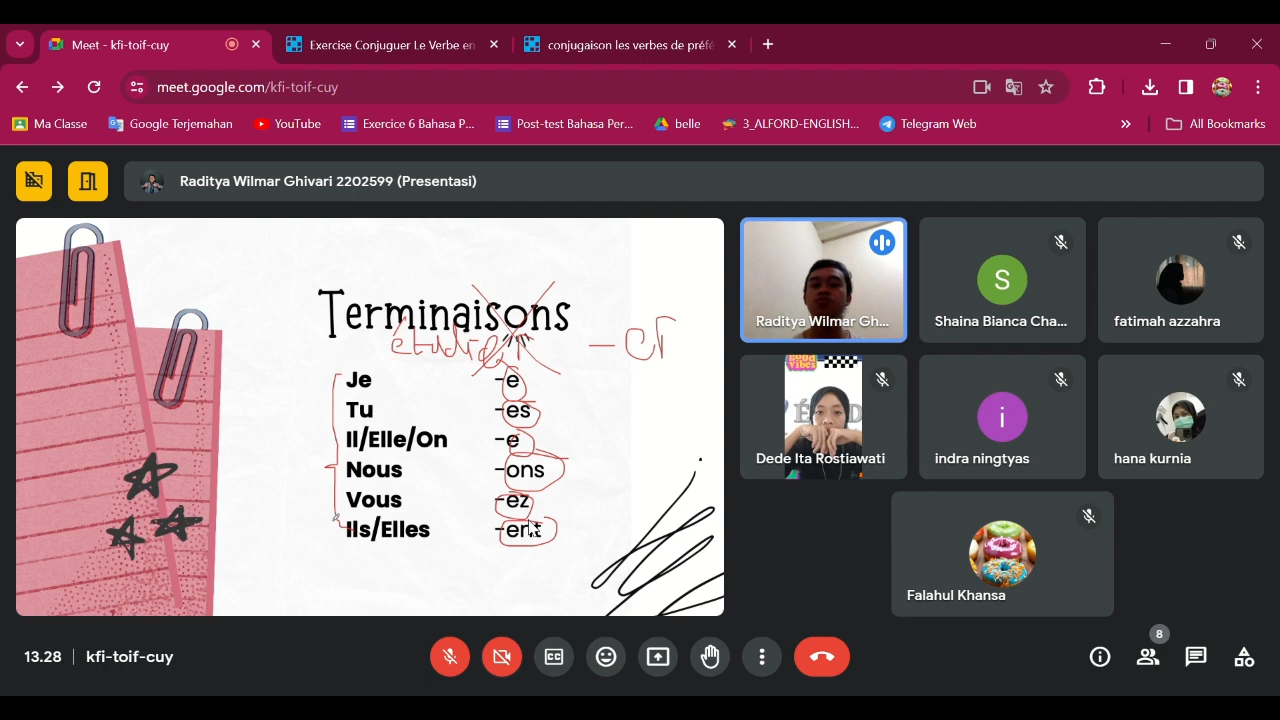 Meet - kfi-toif-cuy
Exercise Conjuguer Le Verbe en
conjugaison les verbes de préfé
meet.google.com/kfi-toif-cuy
Ma Classe
Google Terjemahan
YouTube
Exercice 6 Bahasa P...
Post-test Bahasa Per...
belle
3_ALFORD-ENGLISH...
Telegram Web
»
All Bookmarks
Raditya Wilmar Ghivari 2202599 (Presentasi)
Terminaisons
étudier
- er
Je -e
Tu -es
Il/Elle/On -e
Nous -ons
Vous -ez
Ils/Elles
Raditya Wilmar Gh...
S
Shaina Bianca Cha...
fatimah azzahra
GOOD
vibes
Dede Ita Rostiawati
i
indra ningtyas
hana kurnia
Falahul Khansa
13.28 | kfi-toif-cuy
CC
8